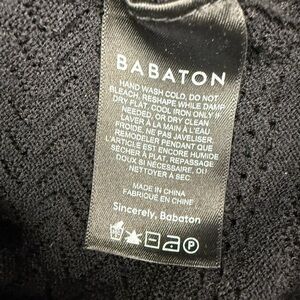 BABATON
HAND WASH COLD, DO NOT
BLEACH, RESHAPE WHILE DAMP
DRY FLAT, COOL IRON ONLY IF
NEEDED, OR DRY CLEAN
LAVER À LA MAIN À L'EAU
FROIDE, NE PAS JAVELISER,
REMODELER PENDANT QUE
L'ARTICLE EST ENCORE HUMIDE
SÉCHER À PLAT, REPASSAGE
DOUX SI NÉCESSAIRE, OU
NETTOYER À SEC
MADE IN CHINA
FABRIQUÉ EN CHINE
Sincerely, Babaton
P